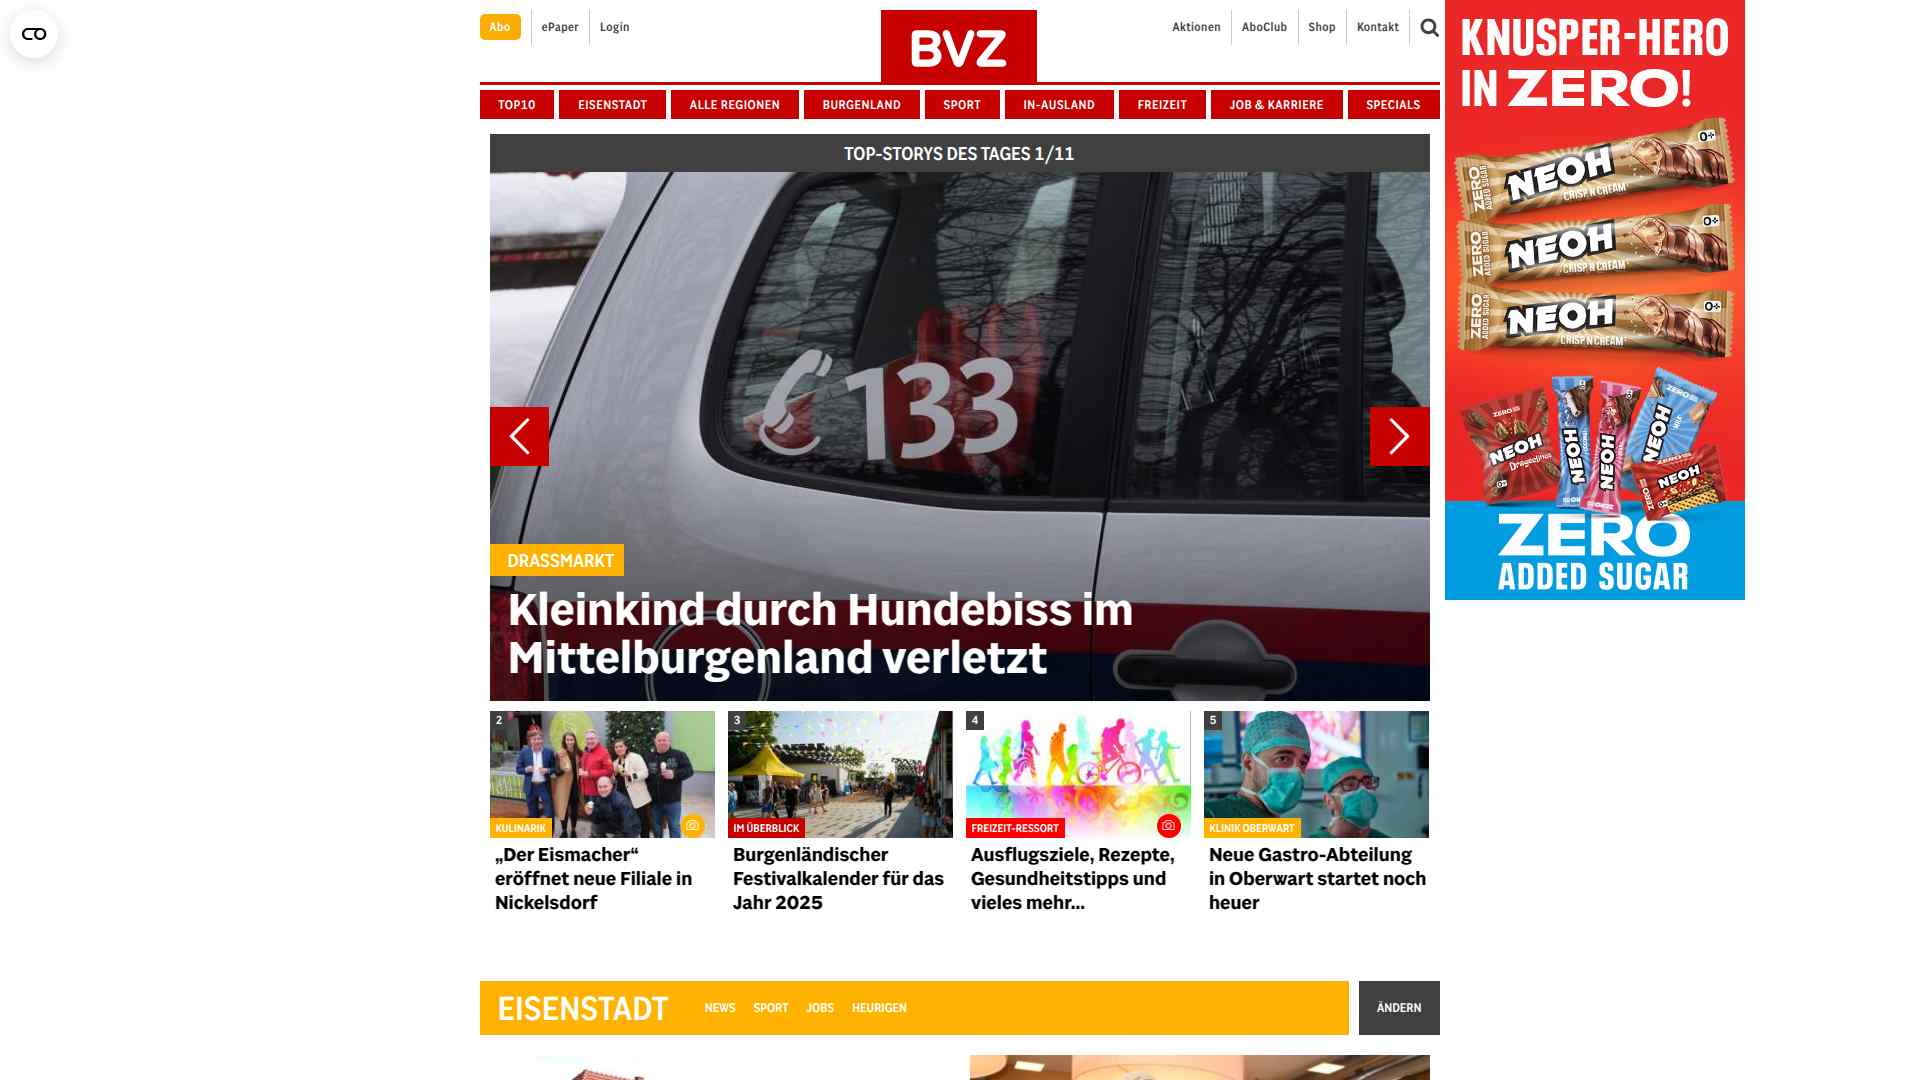 Abo
ePaper
Login
BVZ
Aktionen
AboClub
Shop
Kontakt
TOP10
EISENSTADT
ALLE REGIONEN
BURGENLAND
SPORT
IN-AUSLAND
FREIZEIT
JOB & KARRIERE
SPECIALS
TOP-STORYS DES TAGES 1/11
133
DRASSMARKT
Kleinkind durch Hundebiss im
Mittelburgenland verletzt
2
KULINARIK
„Der Eismacher“
eröffnet neue Filiale in
Nickelsdorf
3
IM ÜBERBLICK
Burgenländischer
Festivalkalender für das
Jahr 2025
4
FREIZEIT-RESSORT
Ausflugsziele, Rezepte,
Gesundheitstipps und
vieles mehr...
5
KLINIK OBERWART
Neue Gastro-Abteilung
in Oberwart startet noch
heuer
EISENSTADT
NEWS
SPORT
JOBS
HEURIGEN
ÄNDERN
KNUSPER-HERO
IN ZERO!
ZERO
ADDED SUGAR
NEOH
CRISP N CREAM
0+
ZERO
ADDED SUGAR
NEOH
CRISP N CREAM
0+
ZERO
ADDED SUGAR
NEOH
CRISP N CREAM
0+
NEOH
NEOH
NEOH
NEOH
NEOH
ZERO
ADDED SUGAR